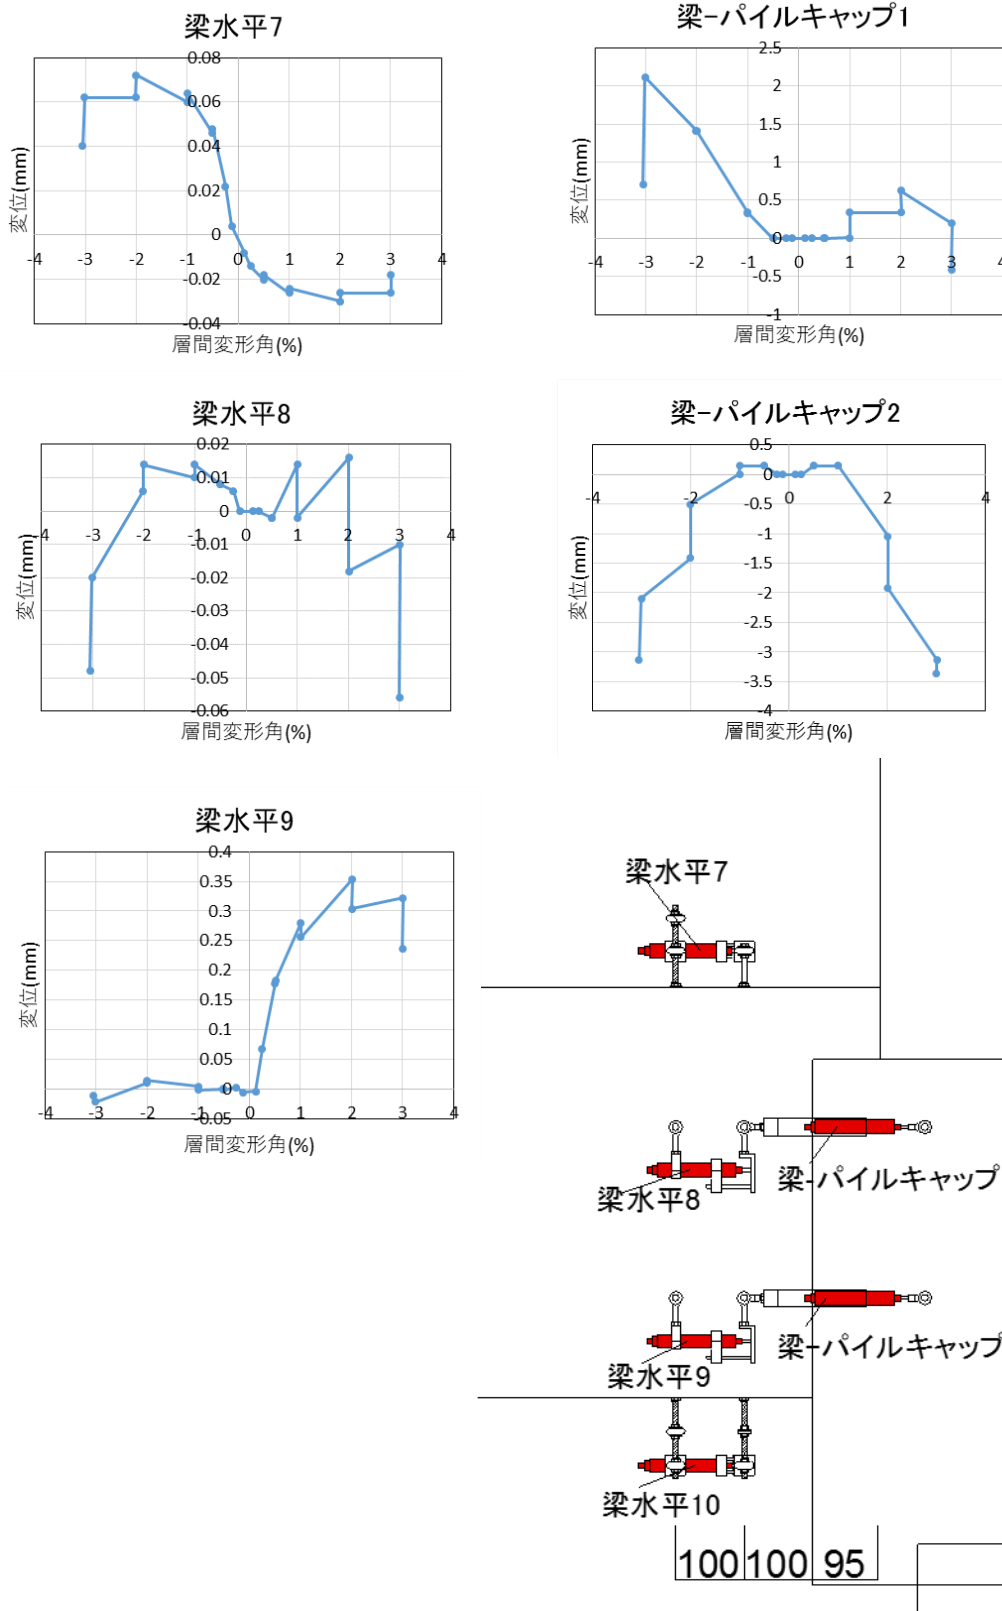 梁水平7
0.08
0.06
0.04
0.02
0
-0.02
-0.04
-4 -3 -2 -1 0 1 2 3 4
変位(mm)
層間変形角(%)
梁-パイルキャップ1
2.5
2
1.5
1
0.5
0
-0.5
-1
-4 -3 -2 -1 0 1 2 3 4
変位(mm)
層間変形角(%)
梁水平8
0.02
0.01
0
-0.01
-0.02
-0.03
-0.04
-0.05
-0.06
-4 -3 -2 -1 0 1 2 3 4
変位(mm)
層間変形角(%)
梁-パイルキャップ2
0.5
0
-0.5
-1
-1.5
-2
-2.5
-3
-3.5
-4
-4 -2 0 2 4
変位(mm)
層間変形角(%)
梁水平9
0.4
0.35
0.3
0.25
0.2
0.15
0.1
0.05
0
-0.05
-4 -3 -2 -1 0 1 2 3 4
変位(mm)
層間変形角(%)
梁水平7
梁水平8
梁-パイルキャップ
梁水平9
梁-パイルキャップ
梁水平10
100 100 95